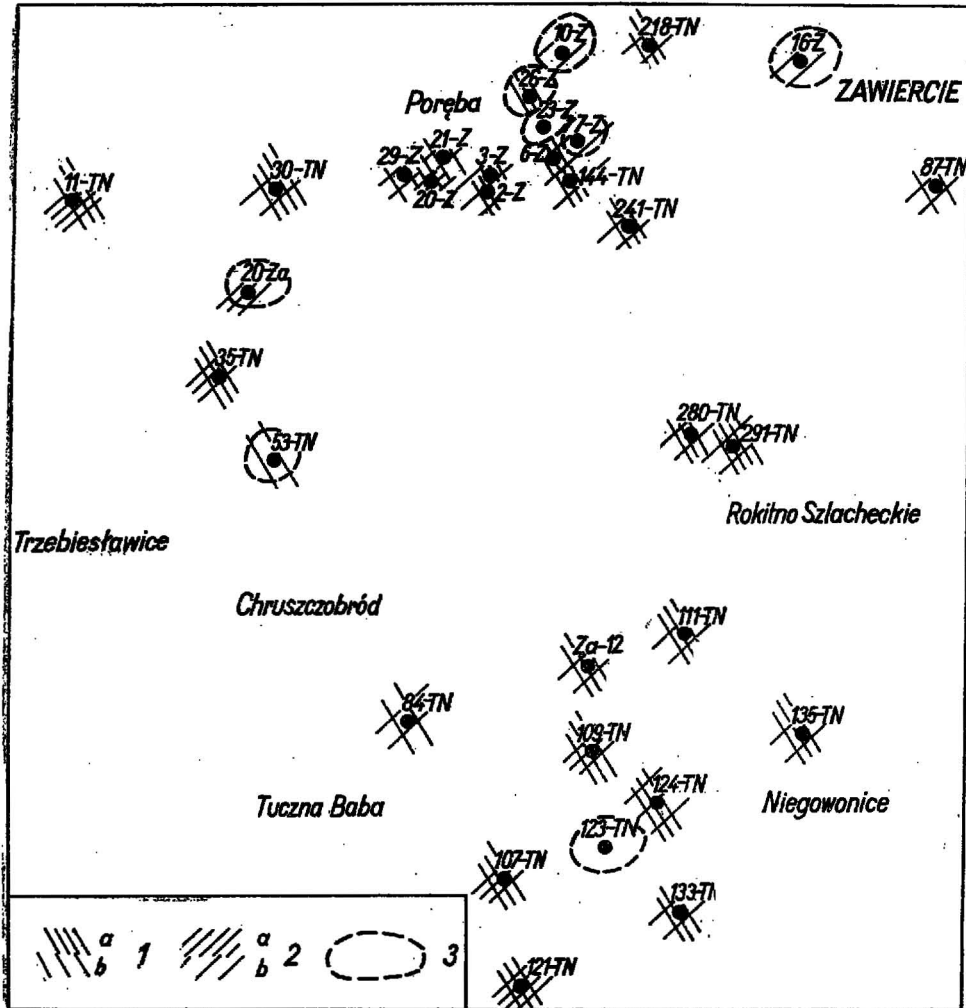 10-Z
218-TN
16-Z
26-Z
ZAWIERCIE
Poręba
23-Z
77-Z
21-Z
6-Z
29-Z
3-Z
11-TN
30-TN
20-Z
2-Z
144-TN
87-TN
241-TN
20-Za
35-TN
280-TN
291-TN
53-TN
Rokitno Szlacheckie
Trzebiesławice
Chruszczobród
111-TN
Za-12
84-TN
109-TN
135-TN
124-TN
Tuczna Baba
Niegowonice
123-TN
107-TN
133-TN
a
b 1
a
b 2
3
121-TN